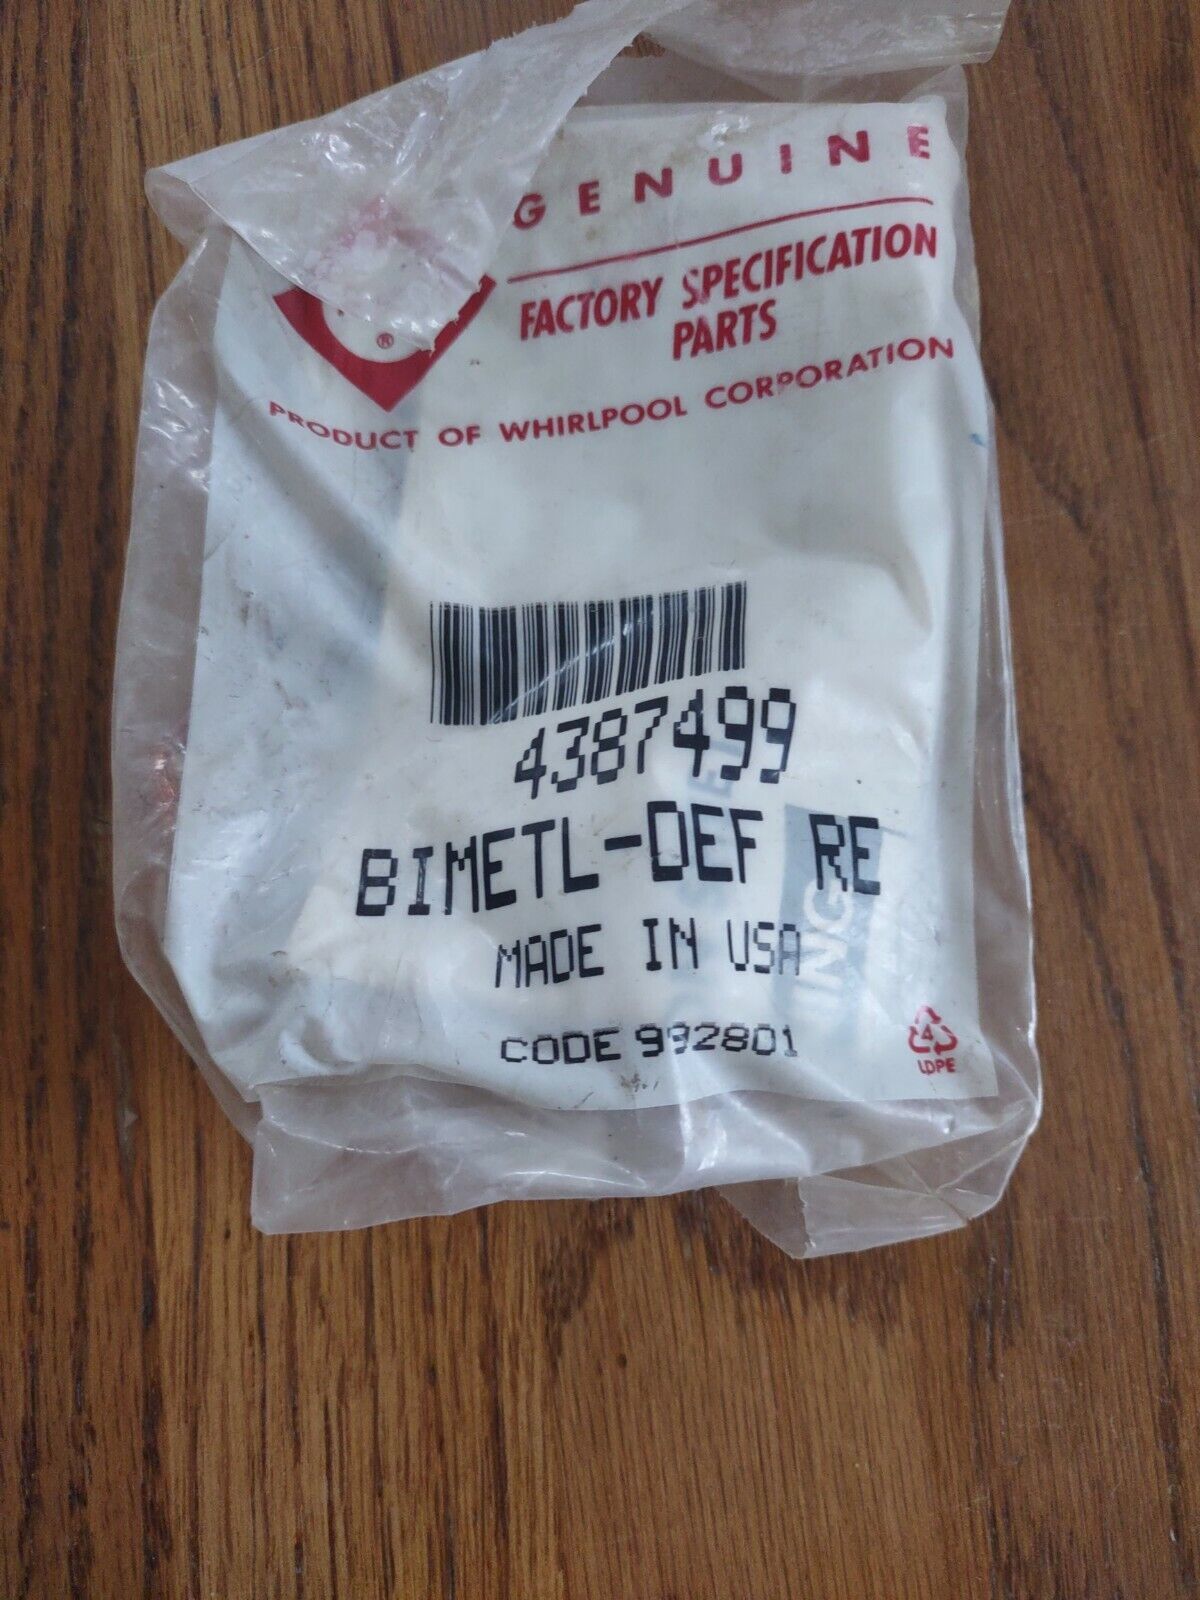 GENUINE
FACTORY SPECIFICATION
PARTS
®
PRODUCT OF WHIRLPOOL CORPORATION
4387499
BIMETL-DEF RE
MADE IN USA
CODE 992801
4
LDPE